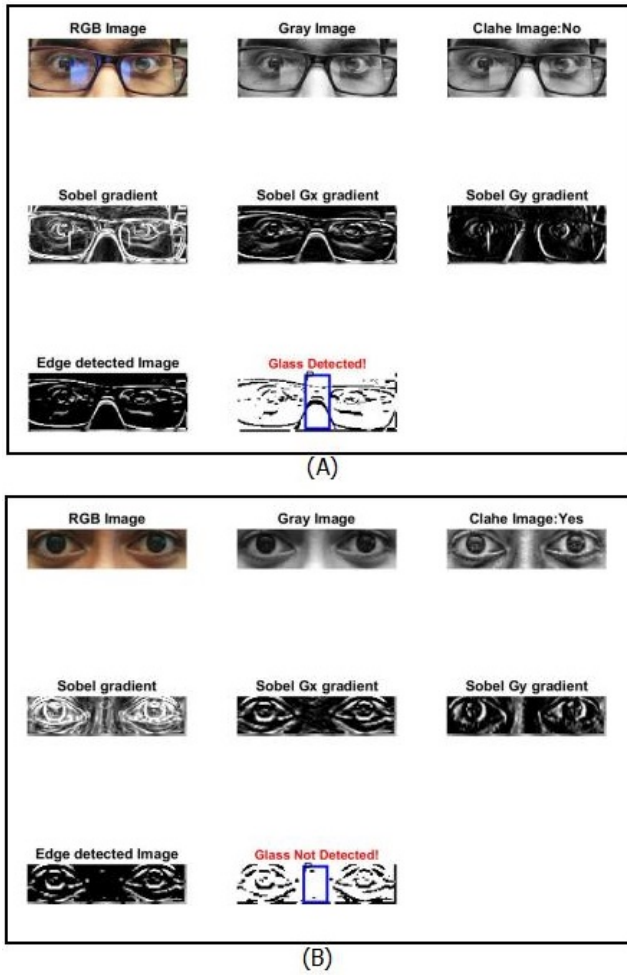 RGB Image
Gray Image
Clahe Image:No
Sobel gradient
Sobel Gx gradient
Sobel Gy gradient
Edge detected Image
Glass Detected!
(A)
RGB Image
Gray Image
Clahe Image:Yes
Sobel gradient
Sobel Gx gradient
Sobel Gy gradient
Edge detected Image
Glass Not Detected!
(B)